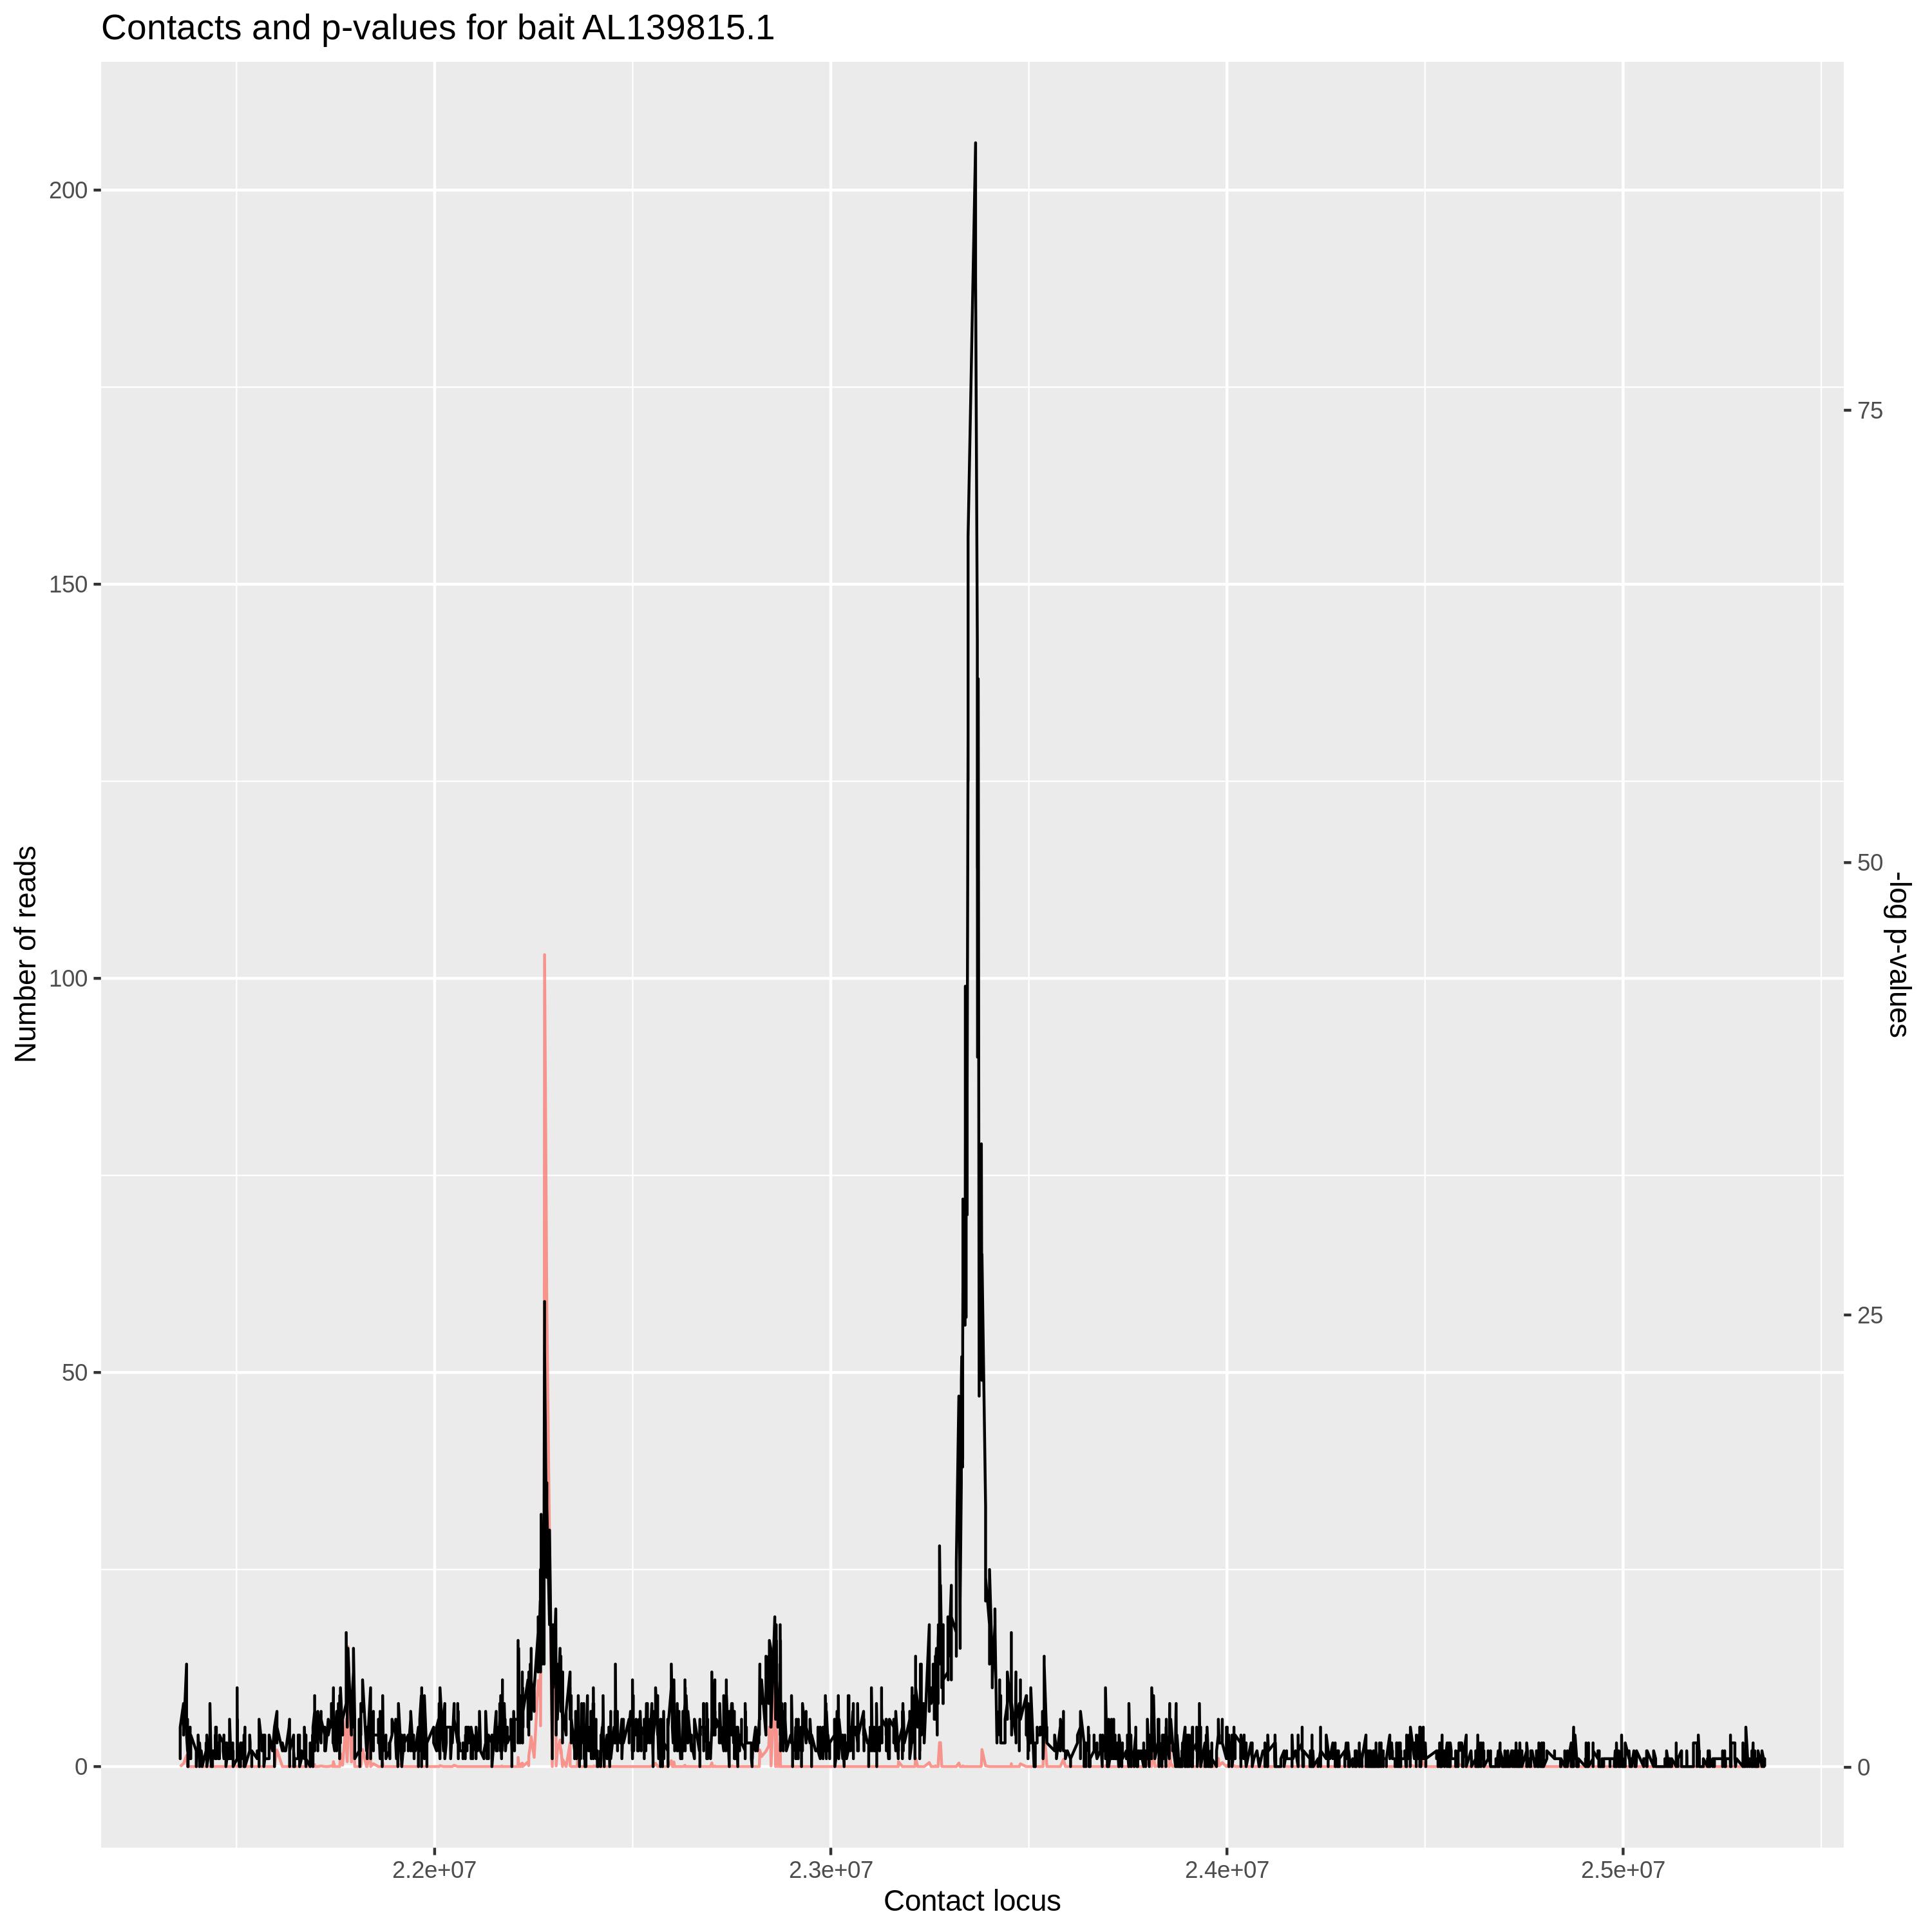 Contacts and p-values for bait AL139815.1
200
150
100
50
0
Number of reads
75
50
25
0
-log p-values
2.2e+07
2.3e+07
2.4e+07
2.5e+07
Contact locus